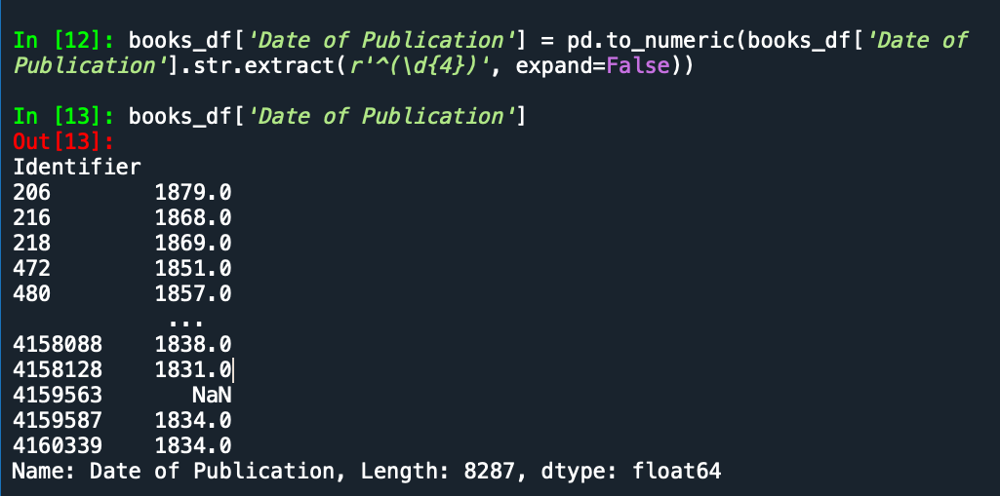 In [12]: books_df['Date of Publication'] = pd.to_numeric(books_df['Date of
Publication'].str.extract(r'^(\d{4})', expand=False))
In [13]: books_df['Date of Publication']
Out[13]:
Identifier
206        1879.0
216        1868.0
218        1869.0
472        1851.0
480        1857.0
            ...
4158088    1838.0
4158128    1831.0
4159563       NaN
4159587    1834.0
4160339    1834.0
Name: Date of Publication, Length: 8287, dtype: float64